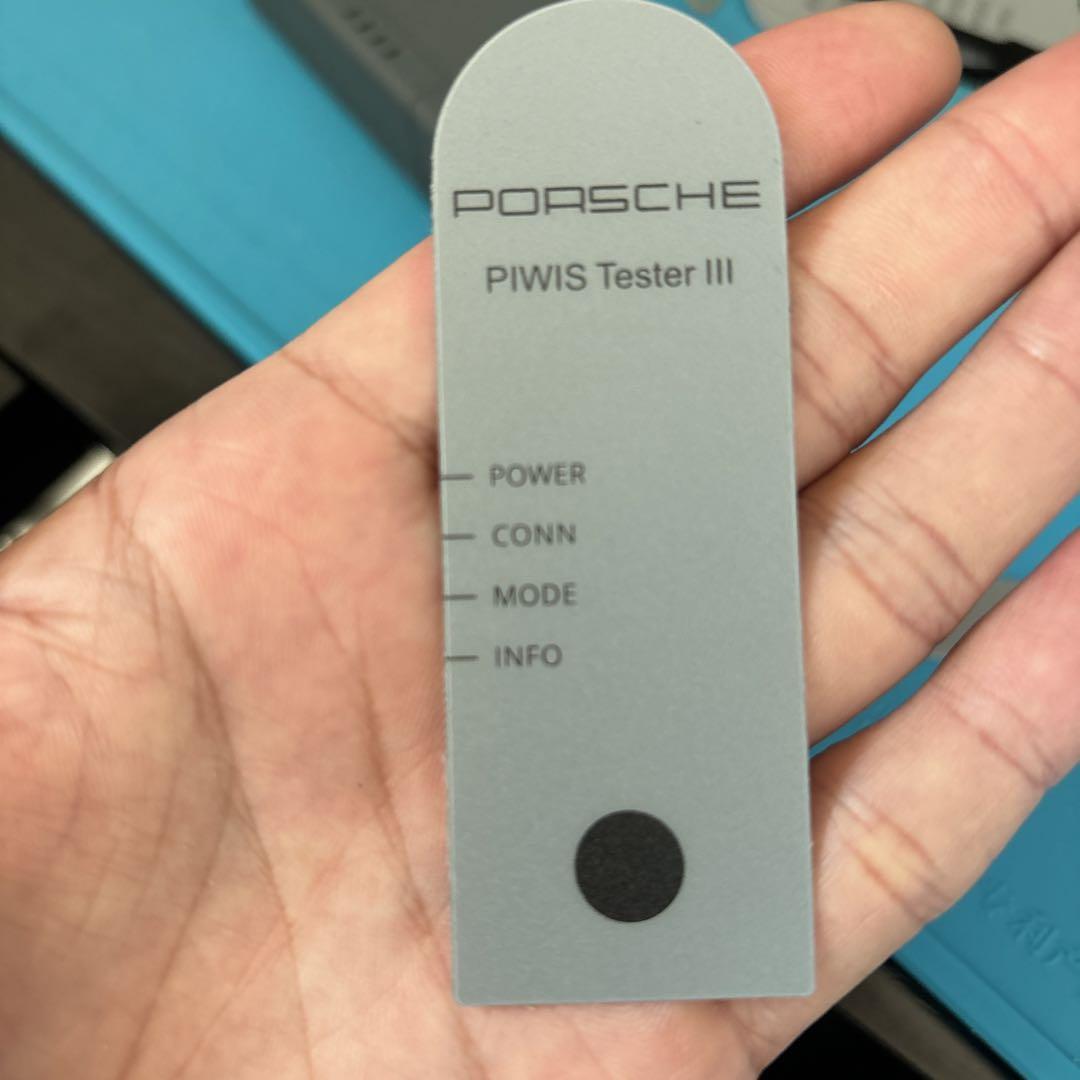 PORSCHE
PIWIS Tester III
POWER
CONN
MODE
INFO